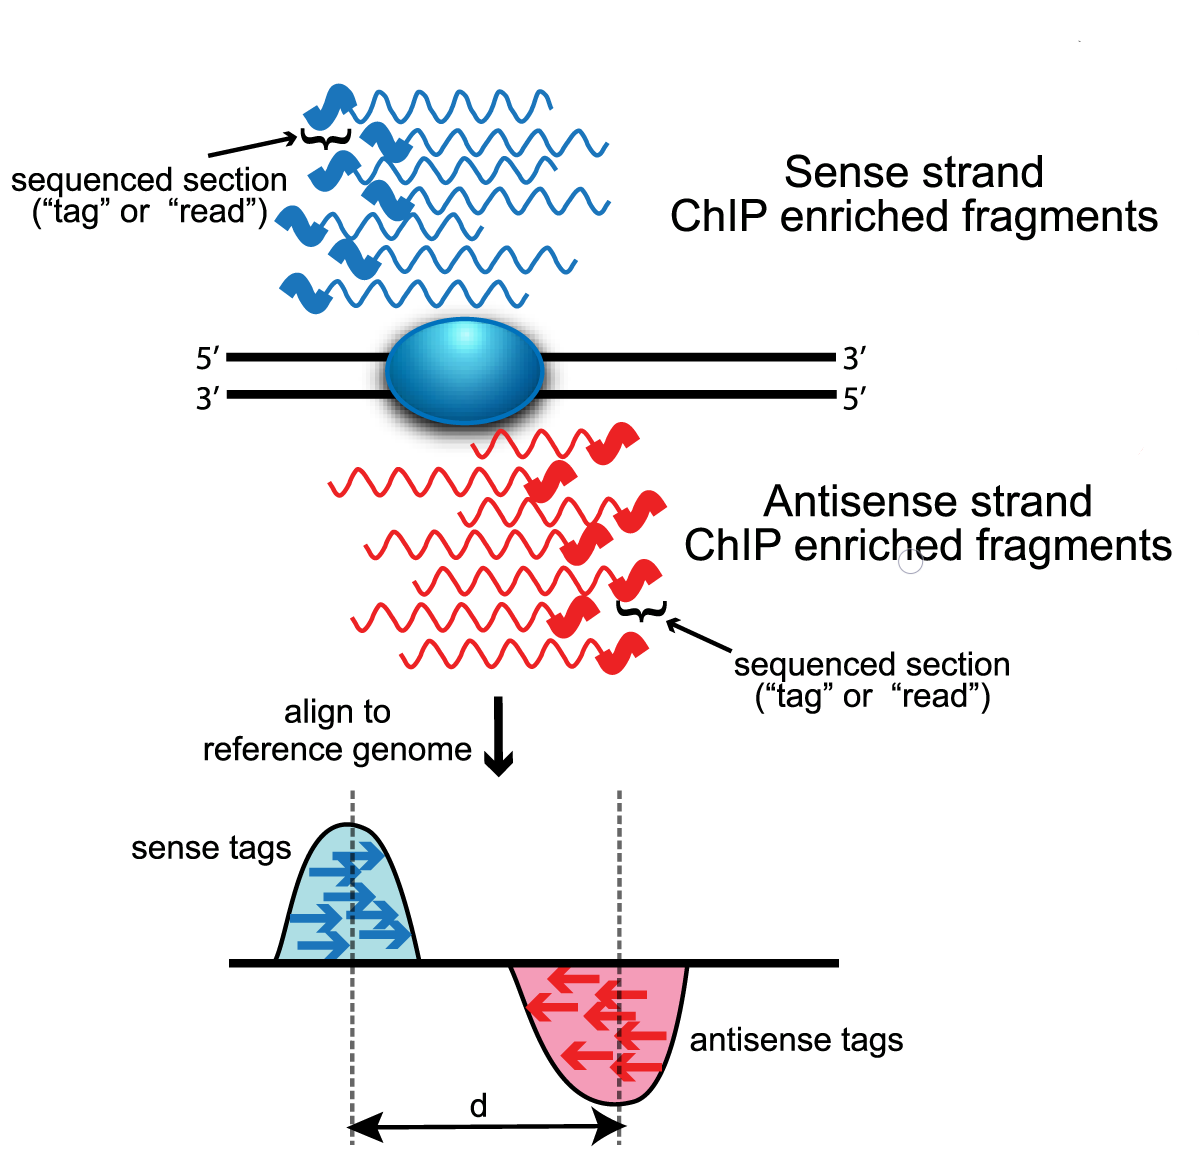 Sense strand
ChIP enriched fragments
sequenced section
(“tag” or “read”)
5′
3′
3′
5′
Antisense strand
ChIP enriched fragments
sequenced section
(“tag” or “read”)
align to
reference genome
sense tags
antisense tags
d